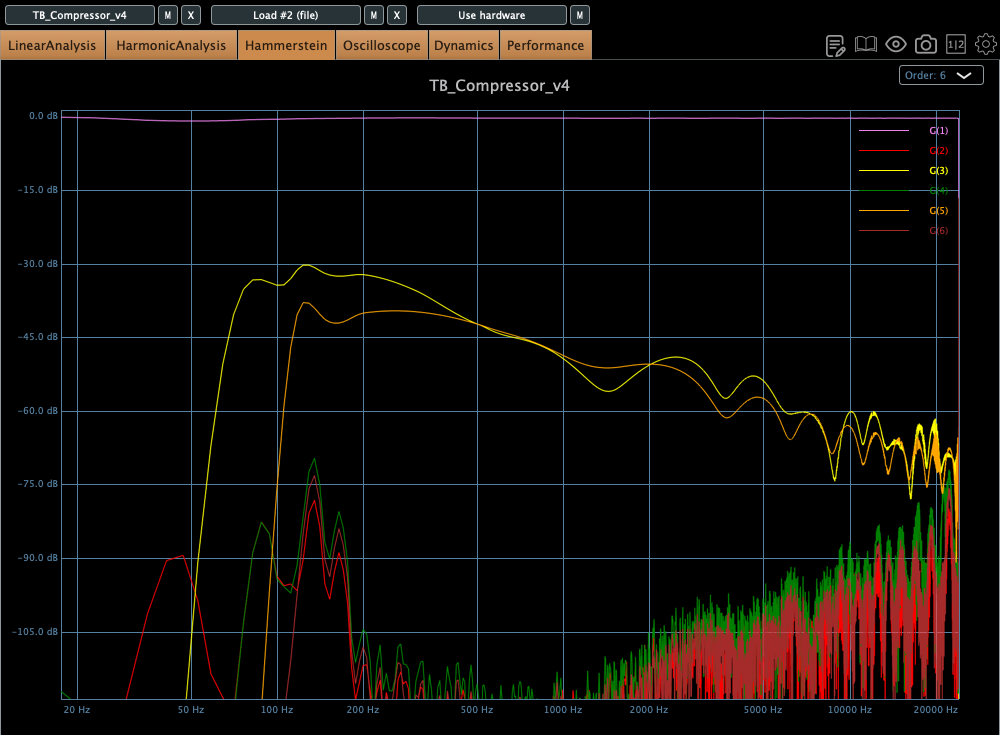 TB_Compressor_v4 M X Load #2 (file) M X Use hardware M
LinearAnalysis HarmonicAnalysis Hammerstein Oscilloscope Dynamics Performance 1|2
Order: 6
TB_Compressor_v4
0.0 dB
G(1)
G(2)
G(3)
-15.0 dB
G(4)
G(5)
G(6)
-30.0 dB
-45.0 dB
-60.0 dB
-75.0 dB
-90.0 dB
-105.0 dB
20 Hz 50 Hz 100 Hz 200 Hz 500 Hz 1000 Hz 2000 Hz 5000 Hz 10000 Hz 20000 Hz